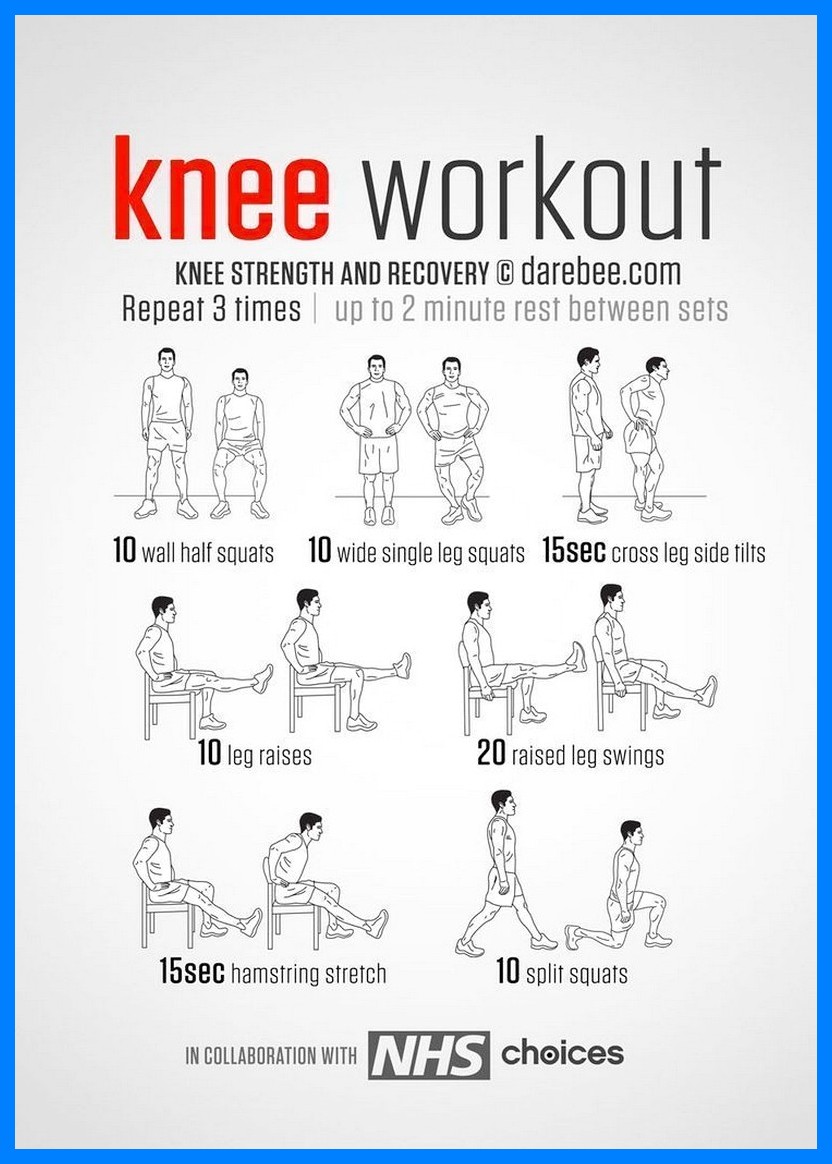 knee workout
KNEE STRENGTH AND RECOVERY © darebee.com
Repeat 3 times | up to 2 minute rest between sets
10 wall half squats
10 wide single leg squats
15sec cross leg side tilts
10 leg raises
20 raised leg swings
15sec hamstring stretch
10 split squats
IN COLLABORATION WITH NHS choices